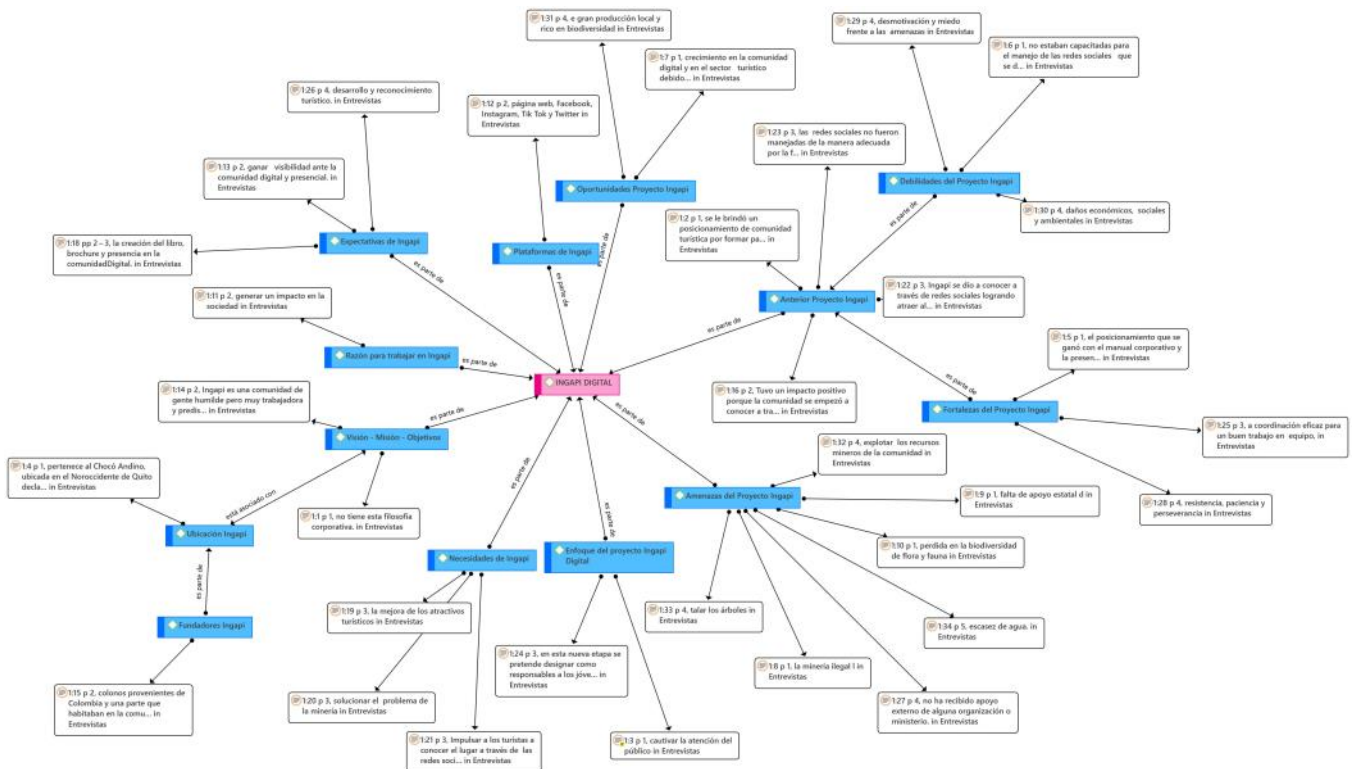 1:31 p 4, e gran producción local y
rico en biodiversidad in Entrevistas
1:29 p 4, desmotivación y miedo
frente a las amenazas in Entrevistas
1:6 p 1, no estaban capacitadas para
el manejo de las redes sociales que
se d... in Entrevistas
1:7 p 1, crecimiento en la comunidad
digital y en el sector turístico
debido... in Entrevistas
1:26 p 4, desarrollo y reconocimiento
turístico. in Entrevistas
1:12 p 2, página web, Facebook,
Instagram, Tik Tok y Twitter in
Entrevistas
1:23 p 3, las redes sociales no fueron
manejadas de la manera adecuada
por la f... in Entrevistas
1:13 p 2, ganar visibilidad ante la
comunidad digital y presencial. in
Entrevistas
Oportunidades Proyecto Ingapi
Debilidades del Proyecto Ingapi
1:2 p 1, se le brindó un
posicionamiento de comunidad
turística por formar pa... in
Entrevistas
1:30 p 4, daños económicos, sociales
y ambientales in Entrevistas
1:18 pp 2 – 3, la creación del libro,
brochure y presencia en la
comunidadDigital. in Entrevistas
Expectativas de Ingapi
Plataformas de Ingapi
es parte de
es parte de
es parte de
es parte de
1:11 p 2, generar un impacto en la
sociedad in Entrevistas
Anterior Proyecto Ingapi
1:22 p 3, Ingapi se dio a conocer a
través de redes sociales logrando
atraer al... in Entrevistas
es parte de
1:5 p 1, el posicionamiento que se
ganó con el manual corporativo y
la presen... in Entrevistas
Razón para trabajar en Ingapi
es parte de
INGAPI DIGITAL
1:14 p 2, Ingapi es una comunidad de
gente humilde pero muy trabajadora
y predis... in Entrevistas
1:16 p 2, Tuvo un impacto positivo
porque la comunidad se empezó a
conocer a tra... in Entrevistas
es parte de
Fortalezas del Proyecto Ingapi
es parte de
es parte de
1:25 p 3, a coordinación eficaz para
un buen trabajo en equipo, in
Entrevistas
Visión - Misión - Objetivos
1:4 p 1, pertenece al Chocó Andino,
ubicada en el Noroccidente de Quito
decla... in Entrevistas
1:32 p 4, explotar los recursos
mineros de la comunidad in
Entrevistas
está asociado con
es parte de
Amenazas del Proyecto Ingapi
1:9 p 1, falta de apoyo estatal d in
Entrevistas
1:28 p 4, resistencia, paciencia y
perseverancia in Entrevistas
1:1 p 1, no tiene esta filosofía
corporativa. in Entrevistas
es parte de
Ubicación Ingapi
1:10 p 1, perdida en la biodiversidad
de flora y fauna in Entrevistas
Necesidades de Ingapi
Enfoque del proyecto Ingapi
Digital
es parte de
1:19 p 3, la mejora de los atractivos
turísticos in Entrevistas
1:33 p 4, talar los árboles in
Entrevistas
Fundadores Ingapi
1:34 p 5, escasez de agua. in
Entrevistas
1:24 p 3, en esta nueva etapa se
pretende designar como
responsables a los jóve... in
Entrevistas
1:8 p 1, la minería ilegal l in
Entrevistas
1:15 p 2, colonos provenientes de
Colombia y una parte que
habitaban en la comu... in
Entrevistas
1:20 p 3, solucionar el problema de
la minería in Entrevistas
1:27 p 4, no ha recibido apoyo
externo de alguna organización o
ministerio. in Entrevistas
1:21 p 3, Impulsar a los turistas a
conocer el lugar a través de las
redes soci... in Entrevistas
1:3 p 1, cautivar la atención del
público in Entrevistas